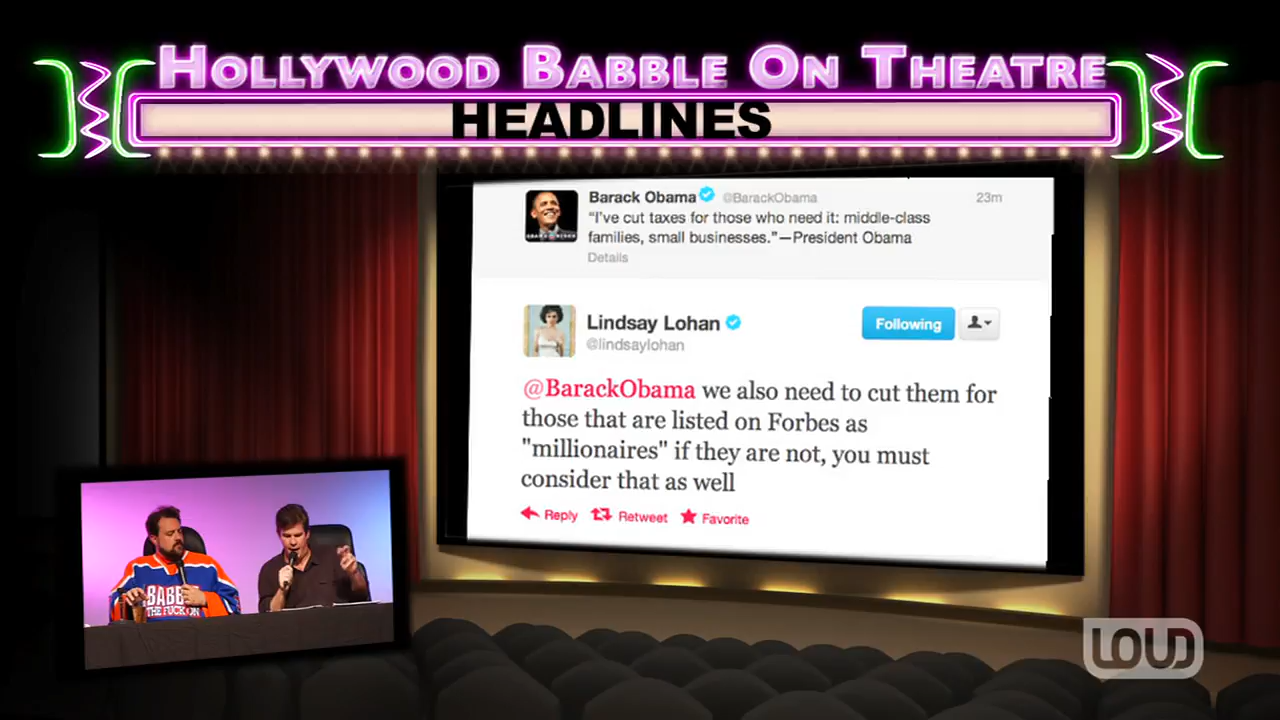 HOLLYWOOD BABBLE ON THEATRE
HEADLINES
Barack Obama @BarackObama 23m
“I've cut taxes for those who need it: middle-class
families, small businesses.”—President Obama
Details
Lindsay Lohan Following
@lindsaylohan
@BarackObama we also need to cut them for
those that are listed on Forbes as
"millionaires" if they are not, you must
consider that as well
Reply Retweet Favorite
BABBLE
THE FUCK ON
LOUD